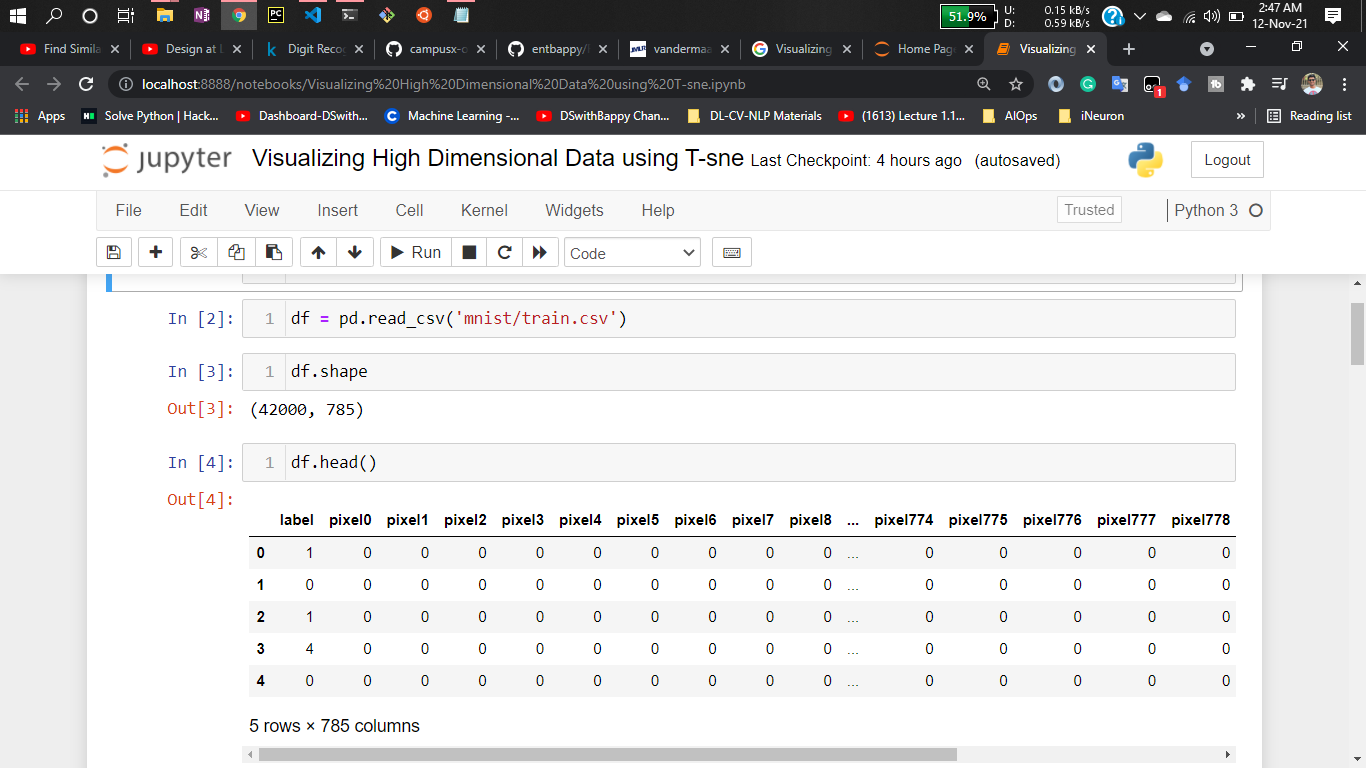 51.9%
U: 0.15 kB/s
D: 0.59 kB/s
2:47 AM
12-Nov-21
Find Simila
Design at L
Digit Reco
campusx-o
entbappy/l
vanderma
Visualizing
Home Page
Visualizing
localhost:8888/notebooks/Visualizing%20High%20Dimensional%20Data%20using%20T-sne.ipynb
1
Apps
Solve Python | Hack...
Dashboard-DSwith...
Machine Learning -...
DSwithBappy Chan...
DL-CV-NLP Materials
(1613) Lecture 1.1...
AIOps
iNeuron
»
Reading list
jupyter Visualizing High Dimensional Data using T-sne Last Checkpoint: 4 hours ago (autosaved)
Logout
File Edit View Insert Cell Kernel Widgets Help
Trusted
Python 3
Run
Code
In [2]: 1 df = pd.read_csv('mnist/train.csv')
In [3]: 1 df.shape
Out[3]: (42000, 785)
In [4]: 1 df.head()
Out[4]:
label pixel0 pixel1 pixel2 pixel3 pixel4 pixel5 pixel6 pixel7 pixel8 ... pixel774 pixel775 pixel776 pixel777 pixel778
0 1 0 0 0 0 0 0 0 0 0 ... 0 0 0 0 0
1 0 0 0 0 0 0 0 0 0 0 ... 0 0 0 0 0
2 1 0 0 0 0 0 0 0 0 0 ... 0 0 0 0 0
3 4 0 0 0 0 0 0 0 0 0 ... 0 0 0 0 0
4 0 0 0 0 0 0 0 0 0 0 ... 0 0 0 0 0
5 rows × 785 columns